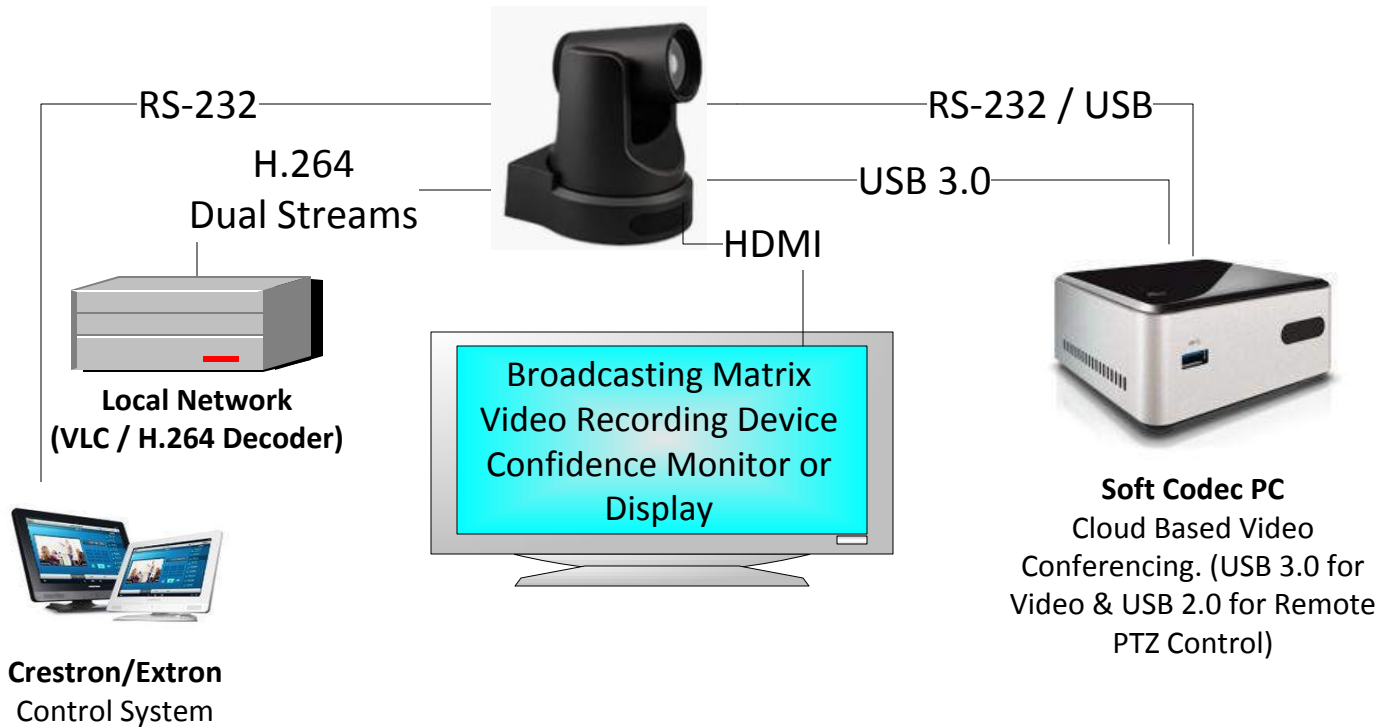 RS-232
RS-232 / USB
H.264
Dual Streams
USB 3.0
HDMI
Local Network
(VLC / H.264 Decoder)
Broadcasting Matrix
Video Recording Device
Confidence Monitor or
Display
Soft Codec PC
Cloud Based Video
Conferencing. (USB 3.0 for
Video & USB 2.0 for Remote
PTZ Control)
Crestron/Extron
Control System